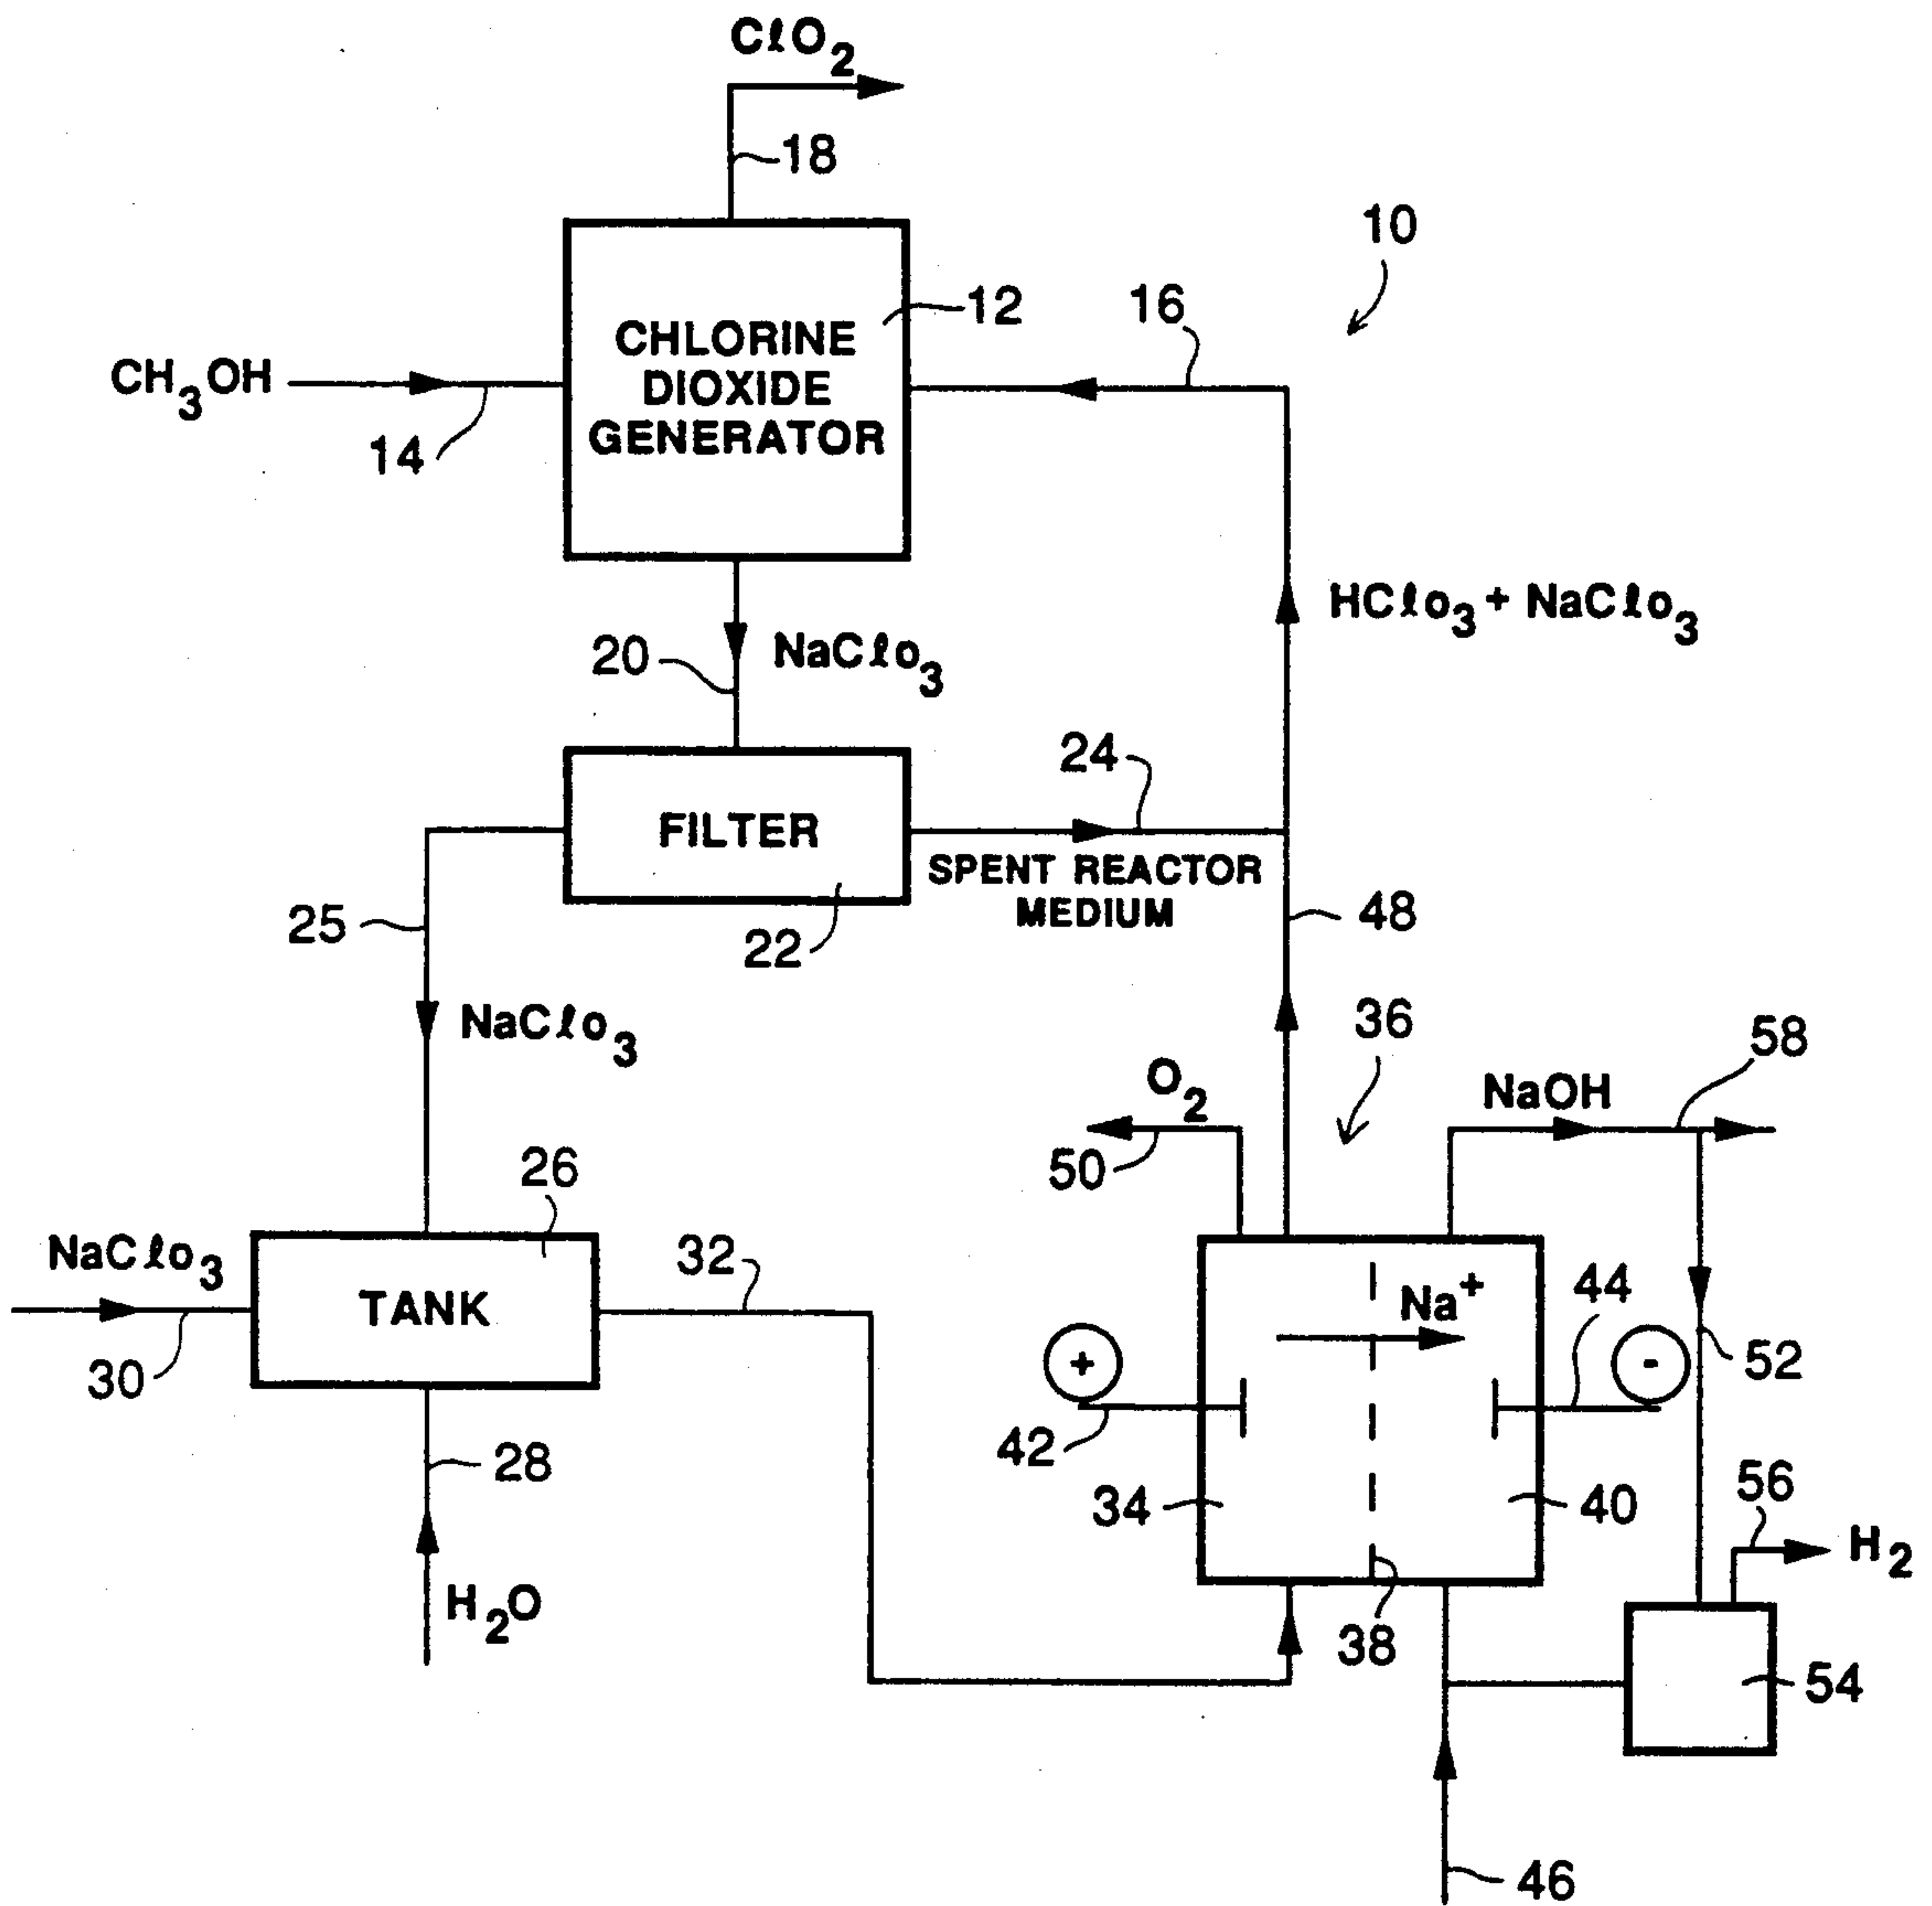 CℓO₂
18
10
12
16
CHLORINE
DIOXIDE
GENERATOR
CH₃OH
14
HCℓo₃ + NaCℓo₃
20
NaCℓo₃
24
FILTER
SPENT REACTOR
MEDIUM
25
22
48
NaCℓo₃
36
58
O₂
NaOH
50
26
NaCℓo₃
32
TANK
Na⁺
44
30
+
-
52
42
28
34
40
56
H₂
H₂O
38
54
46